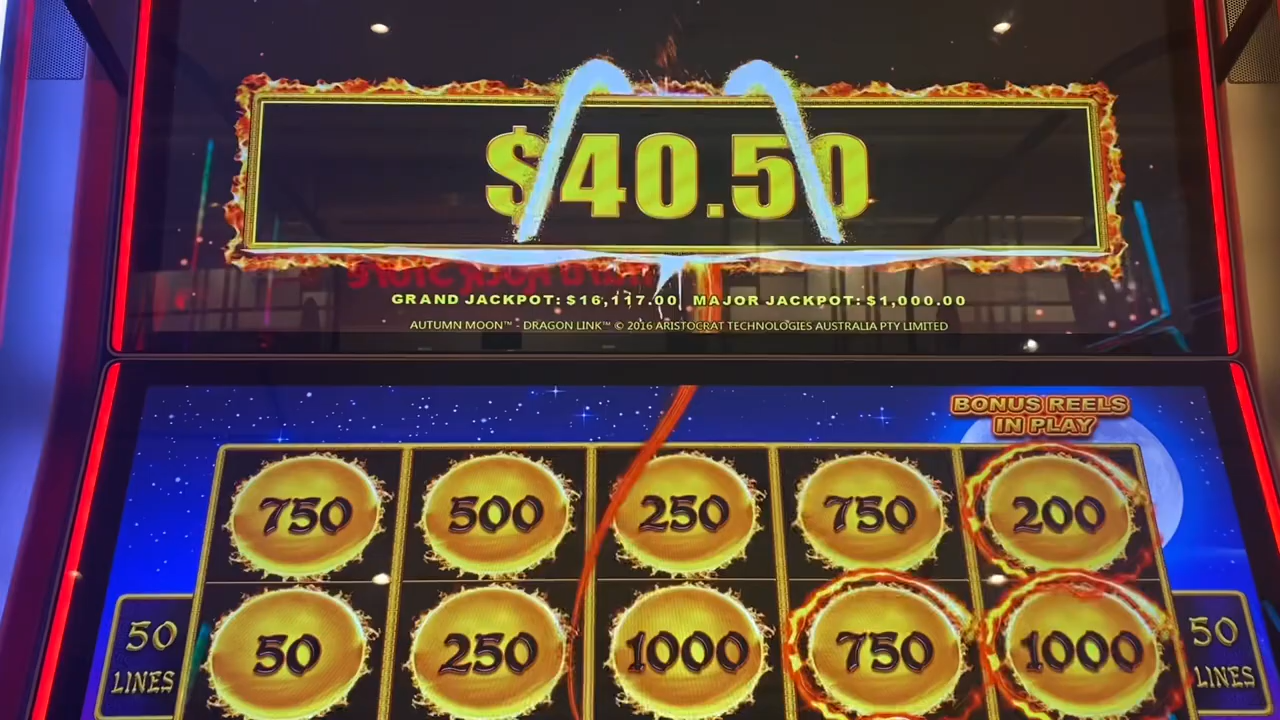 $40.50
GRAND JACKPOT: $16,117.00 MAJOR JACKPOT: $1,000.00
AUTUMN MOON™ - DRAGON LINK™ © 2016 ARISTOCRAT TECHNOLOGIES AUSTRALIA PTY LIMITED
BONUS REELS
IN PLAY
750 500 250 750 200
50 250 1000 750 1000
50
LINES
50
LINES